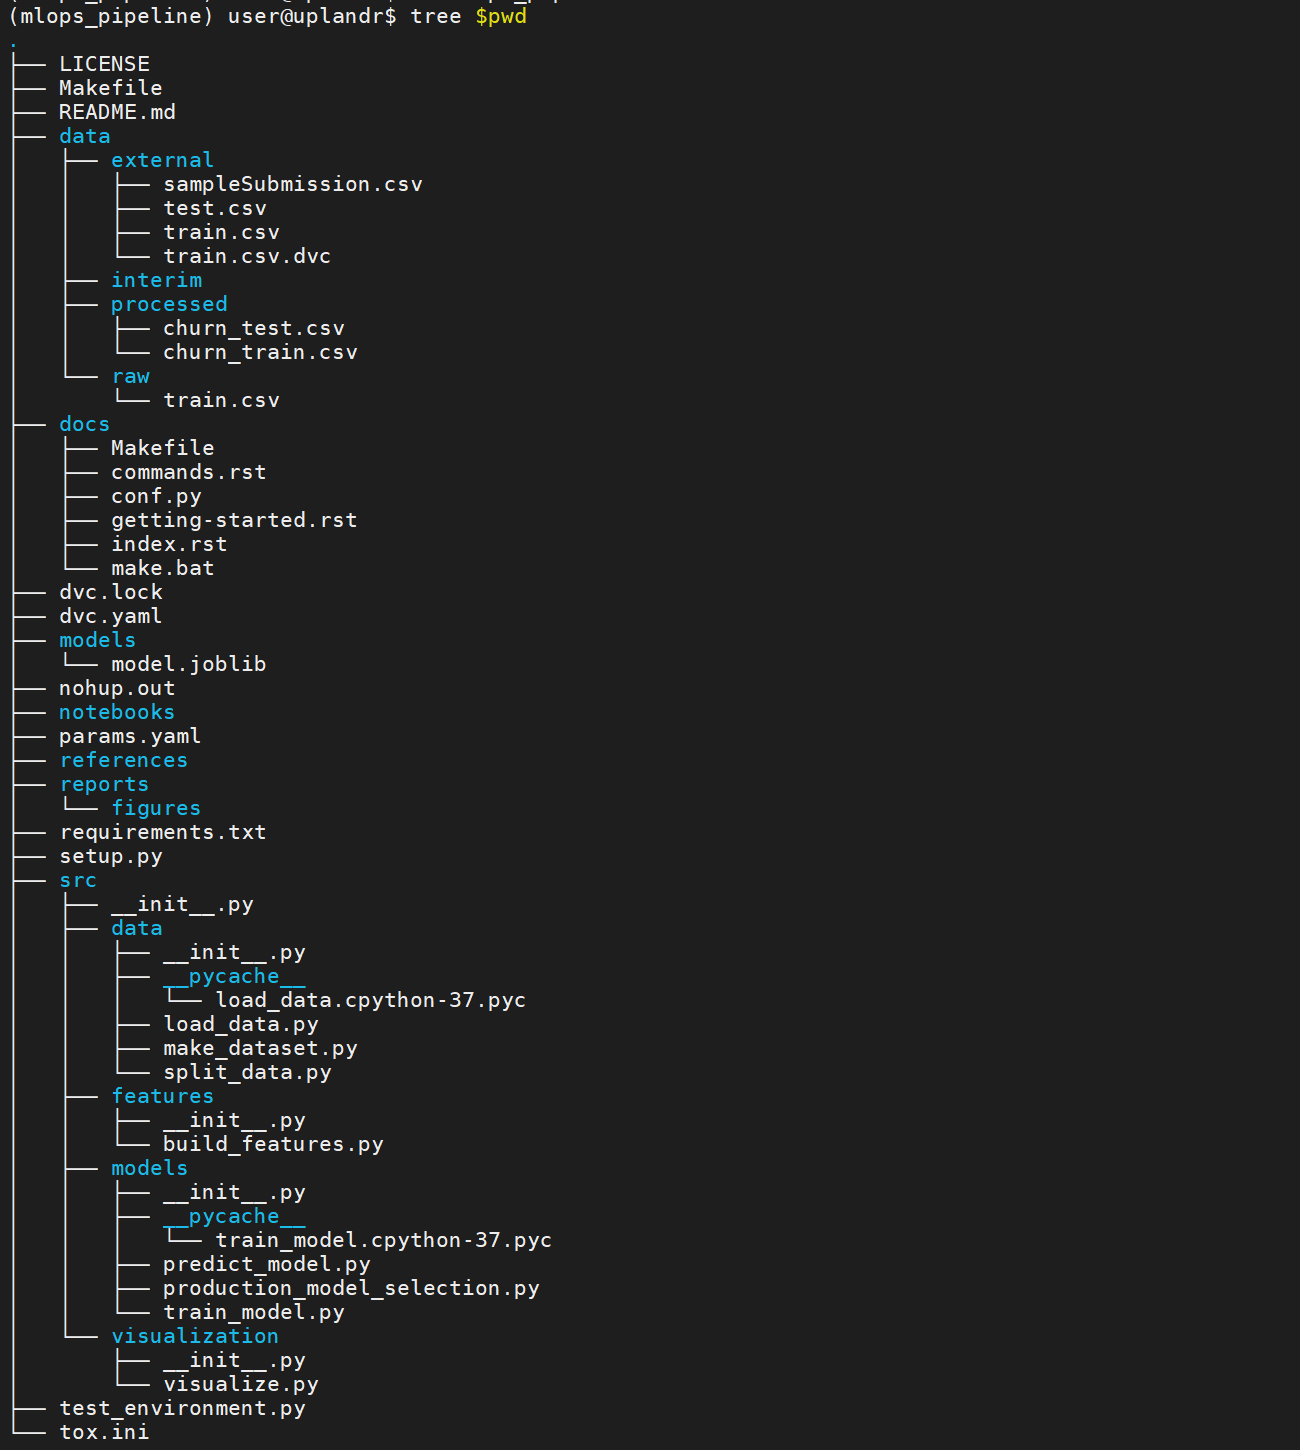 (mlops_pipeline) user@uplandr$ tree $pwd
.
├── LICENSE
├── Makefile
├── README.md
├── data
│   ├── external
│   │   ├── sampleSubmission.csv
│   │   ├── test.csv
│   │   ├── train.csv
│   │   └── train.csv.dvc
│   ├── interim
│   ├── processed
│   │   ├── churn_test.csv
│   │   └── churn_train.csv
│   └── raw
│       └── train.csv
├── docs
│   ├── Makefile
│   ├── commands.rst
│   ├── conf.py
│   ├── getting-started.rst
│   ├── index.rst
│   └── make.bat
├── dvc.lock
├── dvc.yaml
├── models
│   └── model.joblib
├── nohup.out
├── notebooks
├── params.yaml
├── references
├── reports
│   └── figures
├── requirements.txt
├── setup.py
├── src
│   ├── __init__.py
│   ├── data
│   │   ├── __init__.py
│   │   ├── __pycache__
│   │   │   └── load_data.cpython-37.pyc
│   │   ├── load_data.py
│   │   ├── make_dataset.py
│   │   └── split_data.py
│   ├── features
│   │   ├── __init__.py
│   │   └── build_features.py
│   ├── models
│   │   ├── __init__.py
│   │   ├── __pycache__
│   │   │   └── train_model.cpython-37.pyc
│   │   ├── predict_model.py
│   │   ├── production_model_selection.py
│   │   └── train_model.py
│   └── visualization
│       ├── __init__.py
│       └── visualize.py
├── test_environment.py
└── tox.ini